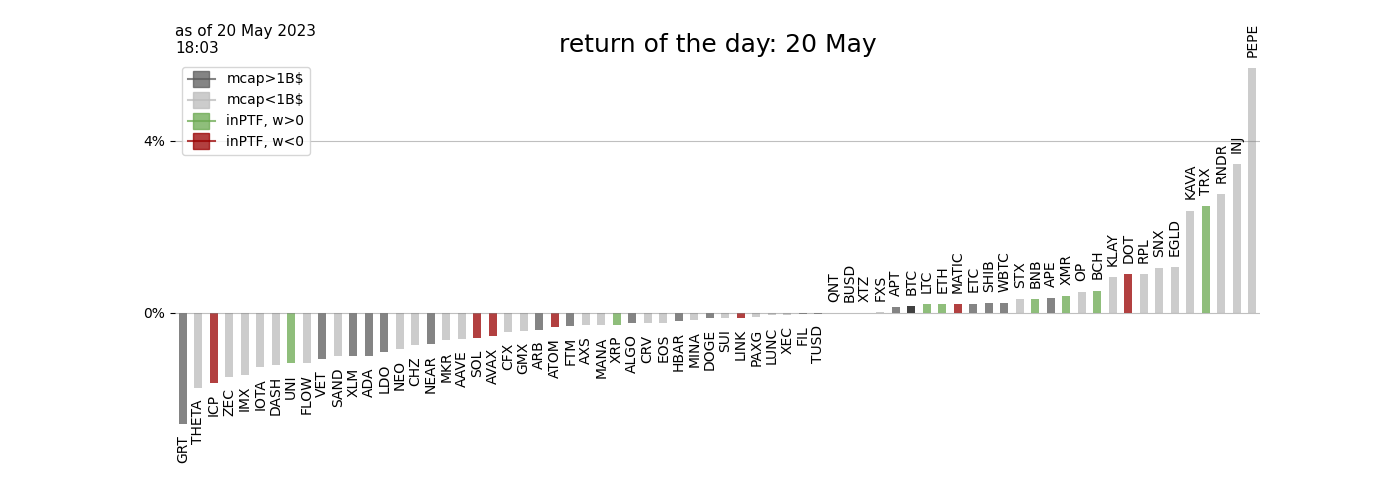 as of 20 May 2023
18:03
return of the day: 20 May
mcap>1B$
mcap<1B$
inPTF, w>0
inPTF, w<0
4%
0%
GRT
THETA
ICP
ZEC
IMX
IOTA
DASH
UNI
FLOW
VET
SAND
XLM
ADA
LDO
NEO
CHZ
NEAR
MKR
AAVE
SOL
AVAX
CFX
GMX
ARB
ATOM
FTM
AXS
MANA
XRP
ALGO
CRV
EOS
HBAR
MINA
DOGE
SUI
LINK
PAXG
LUNC
XEC
FIL
TUSD
QNT
BUSD
XTZ
FXS
APT
BTC
LTC
ETH
MATIC
ETC
SHIB
WBTC
STX
BNB
APE
XMR
OP
BCH
KLAY
DOT
RPL
SNX
EGLD
KAVA
TRX
RNDR
INJ
PEPE